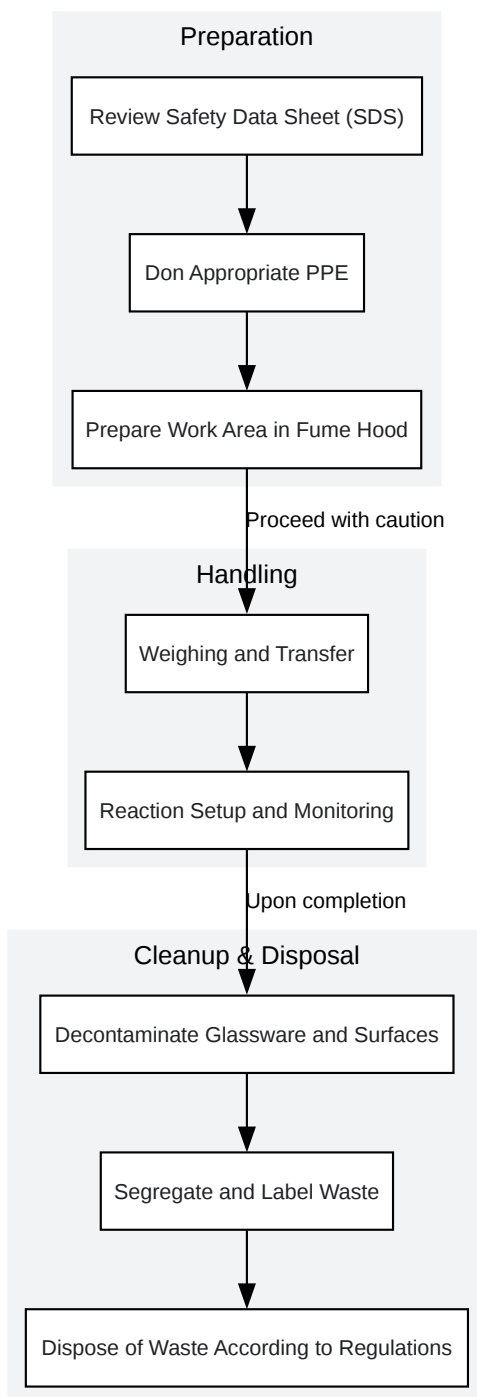 Preparation
Review Safety Data Sheet (SDS)
Don Appropriate PPE
Prepare Work Area in Fume Hood
Proceed with caution
Handling
Weighing and Transfer
Reaction Setup and Monitoring
Upon completion
Cleanup & Disposal
Decontaminate Glassware and Surfaces
Segregate and Label Waste
Dispose of Waste According to Regulations